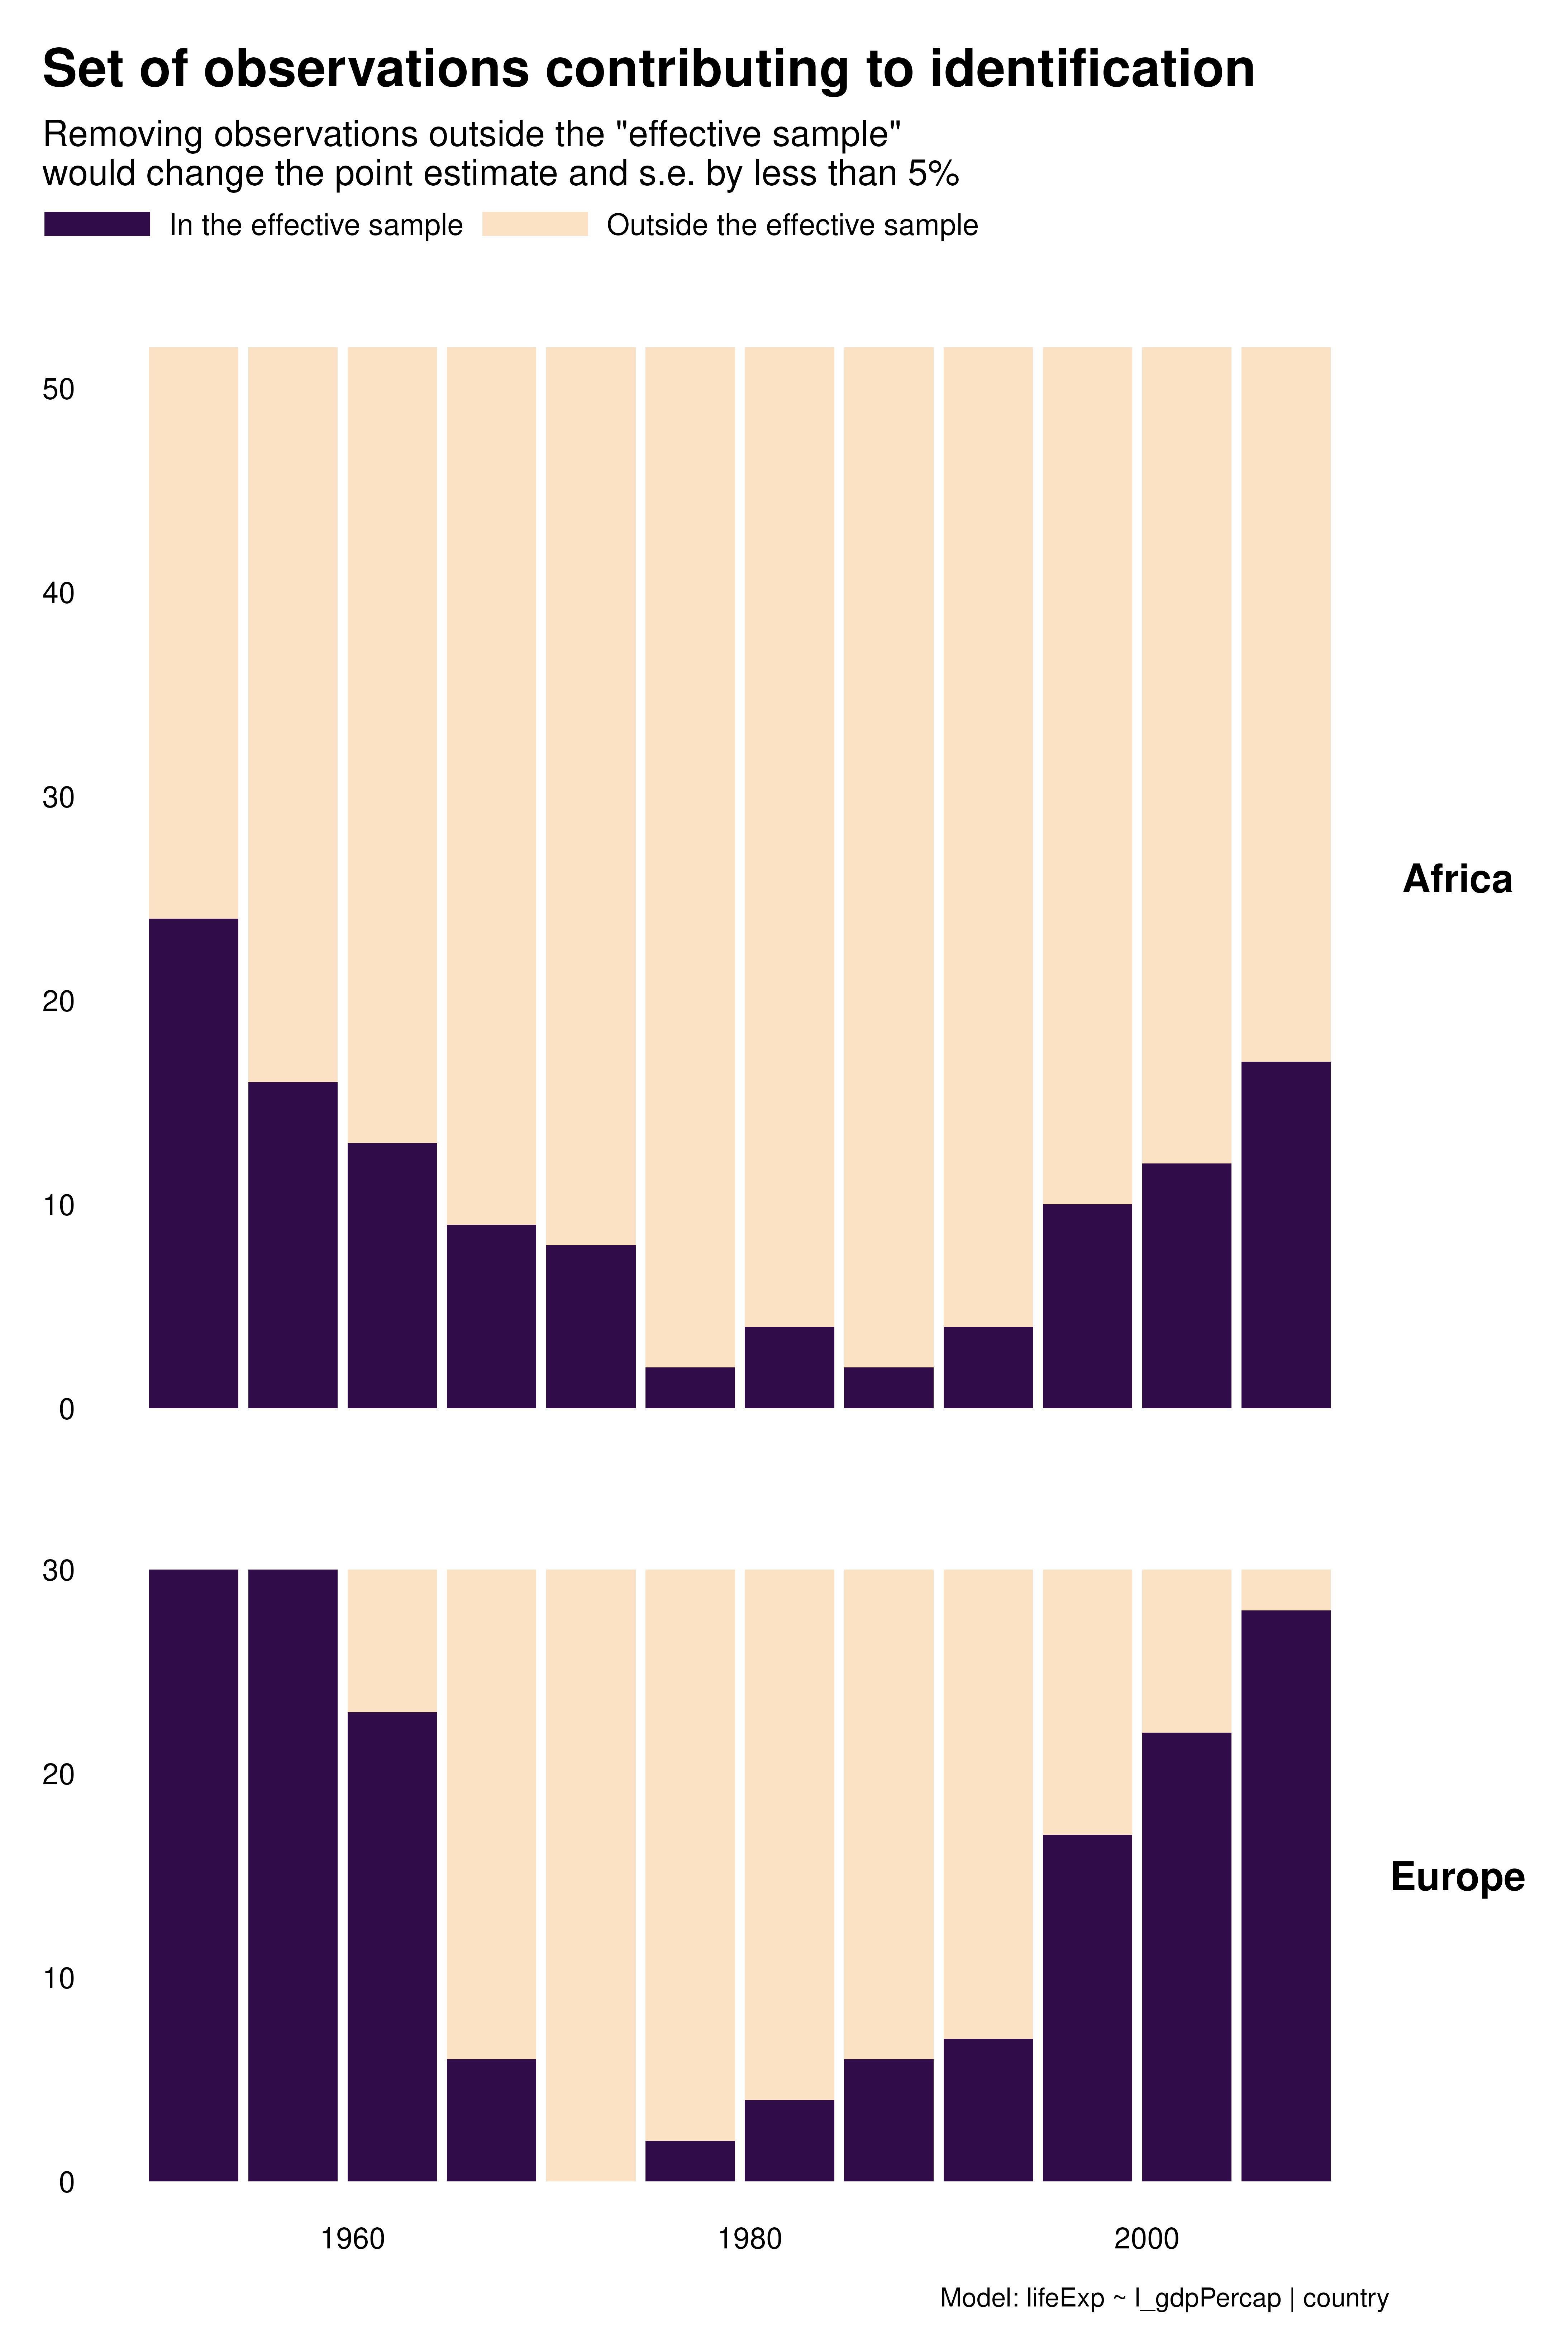 Set of observations contributing to identification
Removing observations outside the "effective sample"
would change the point estimate and s.e. by less than 5%
In the effective sample
Outside the effective sample
50
40
30
20
10
0
Africa
30
20
10
0
Europe
1960
1980
2000
Model: lifeExp ~ l_gdpPercap | country